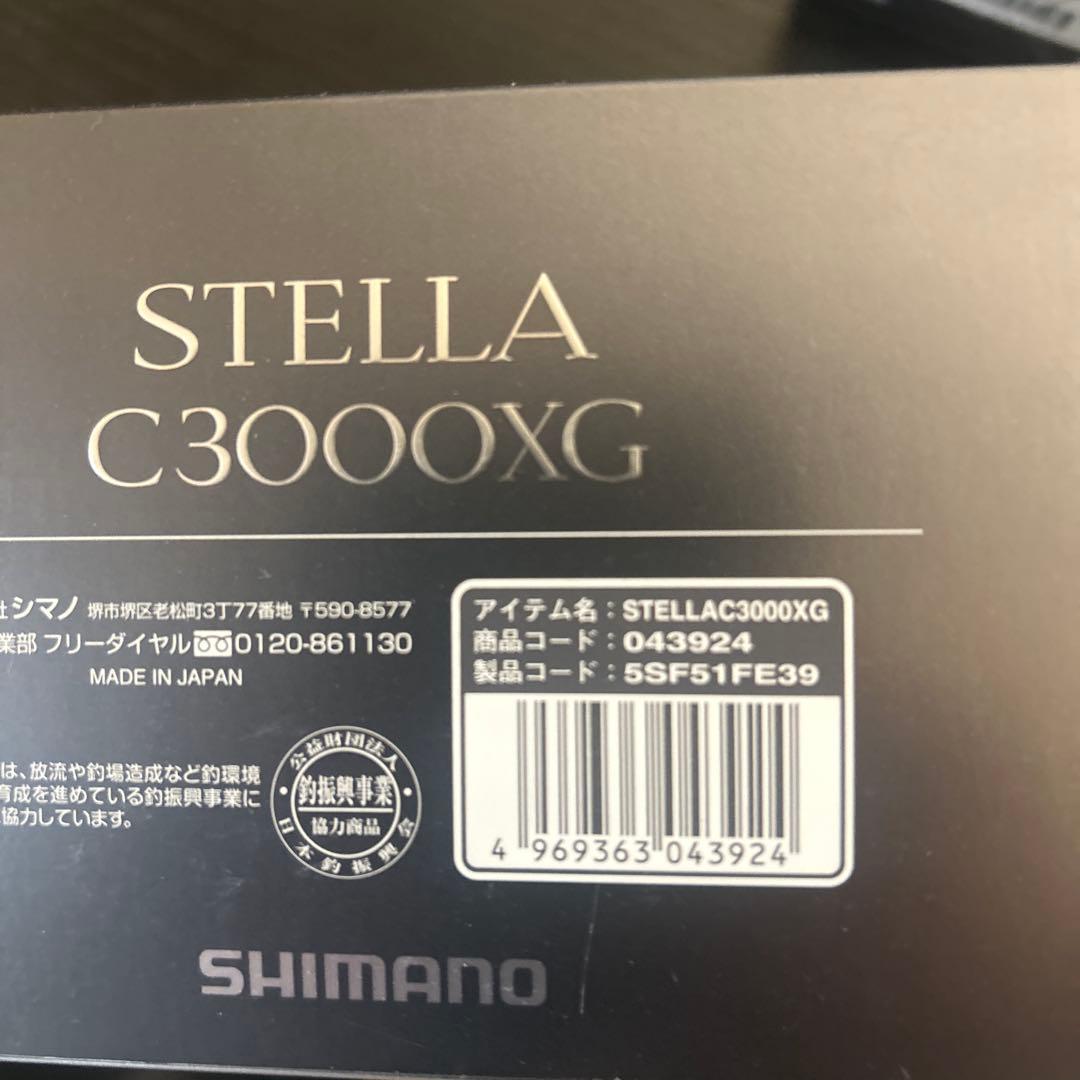 STELLA
C3000XG
社シマノ 堺市堺区老松町3丁77番地 〒590-8577
業部 フリーダイヤル 0120-861130
MADE IN JAPAN
アイテム名：STELLAC3000XG
商品コード：043924
製品コード：5SF51FE39
4 969363 043924
は、放流や釣場造成など釣環境
育成を進めている釣振興事業に
協力しています。
公益財団法人
釣振興事業
協力商品
日本釣振興会
SHIMANO